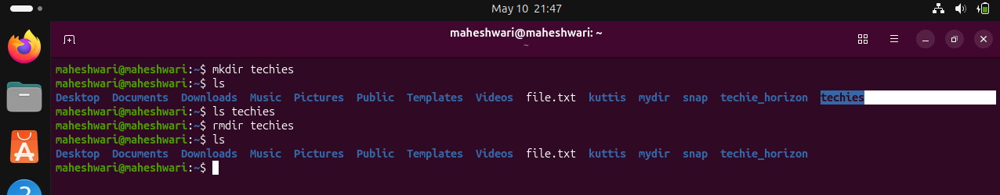 May 10 21:47
maheshwari@maheshwari: ~
~
maheshwari@maheshwari:~$ mkdir techies
maheshwari@maheshwari:~$ ls
Desktop Documents Downloads Music Pictures Public Templates Videos file.txt kuttis mydir snap techie_horizon techies
maheshwari@maheshwari:~$ ls techies
maheshwari@maheshwari:~$ rmdir techies
maheshwari@maheshwari:~$ ls
Desktop Documents Downloads Music Pictures Public Templates Videos file.txt kuttis mydir snap techie_horizon
maheshwari@maheshwari:~$